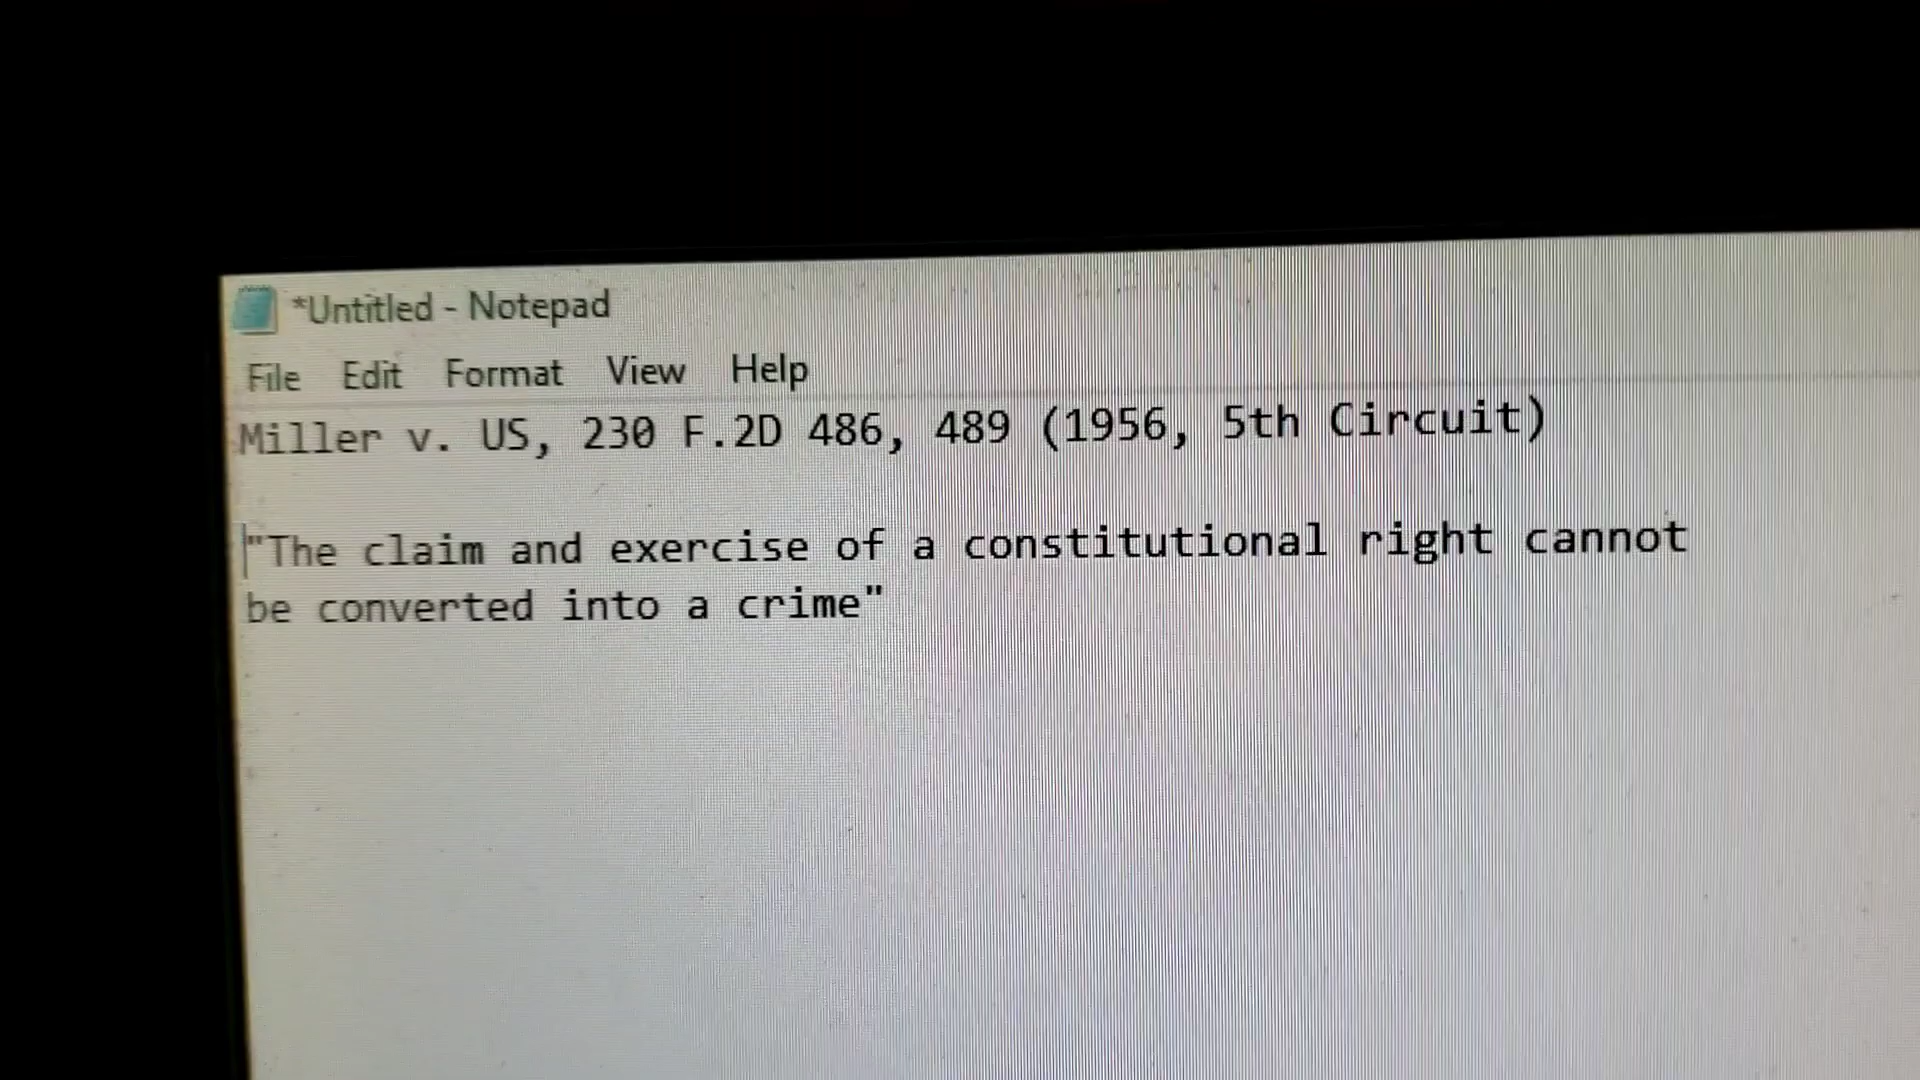 *Untitled - Notepad
File Edit Format View Help
Miller v. US, 230 F.2D 486, 489 (1956, 5th Circuit)
"The claim and exercise of a constitutional right cannot
be converted into a crime"